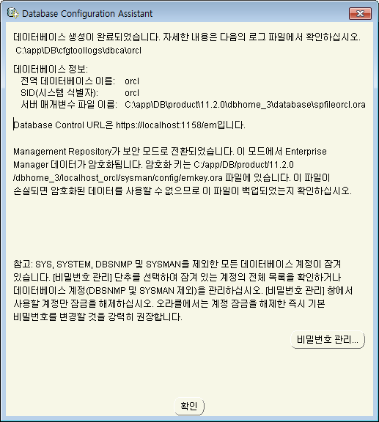 Database Configuration Assistant
데이터베이스 생성이 완료되었습니다. 자세한 내용은 다음의 로그 파일에서 확인하십시오.
C:\app\DB\cfgtoollogs\dbca\orcl
데이터베이스 정보:
전역 데이터베이스 이름: orcl
SID(시스템 식별자): orcl
서버 매개변수 파일 이름: C:\app\DB\product\11.2.0\dbhome_3\database\spfileorcl.ora
Database Control URL은 https://localhost:1158/em입니다.
Management Repository가 보안 모드로 전환되었습니다. 이 모드에서 Enterprise
Manager 데이터가 암호화됩니다. 암호화 키는 C:/app/DB/product/11.2.0
/dbhome_3/localhost_orcl/sysman/config/emkey.ora 파일에 있습니다. 이 파일이
손실되면 암호화된 데이터를 사용할 수 없으므로 이 파일이 백업되었는지 확인하십시오.
참고: SYS, SYSTEM, DBSNMP 및 SYSMAN을 제외한 모든 데이터베이스 계정이 잠겨
있습니다. [비밀번호 관리] 단추를 선택하여 잠겨 있는 계정의 전체 목록을 확인하거나
데이터베이스 계정(DBSNMP 및 SYSMAN 제외)을 관리하십시오. [비밀번호 관리] 창에서
사용할 계정만 잠금을 해제하십시오. 오라클에서는 계정 잠금을 해제한 즉시 기본
비밀번호를 변경할 것을 강력히 권장합니다.
비밀번호 관리...
확인